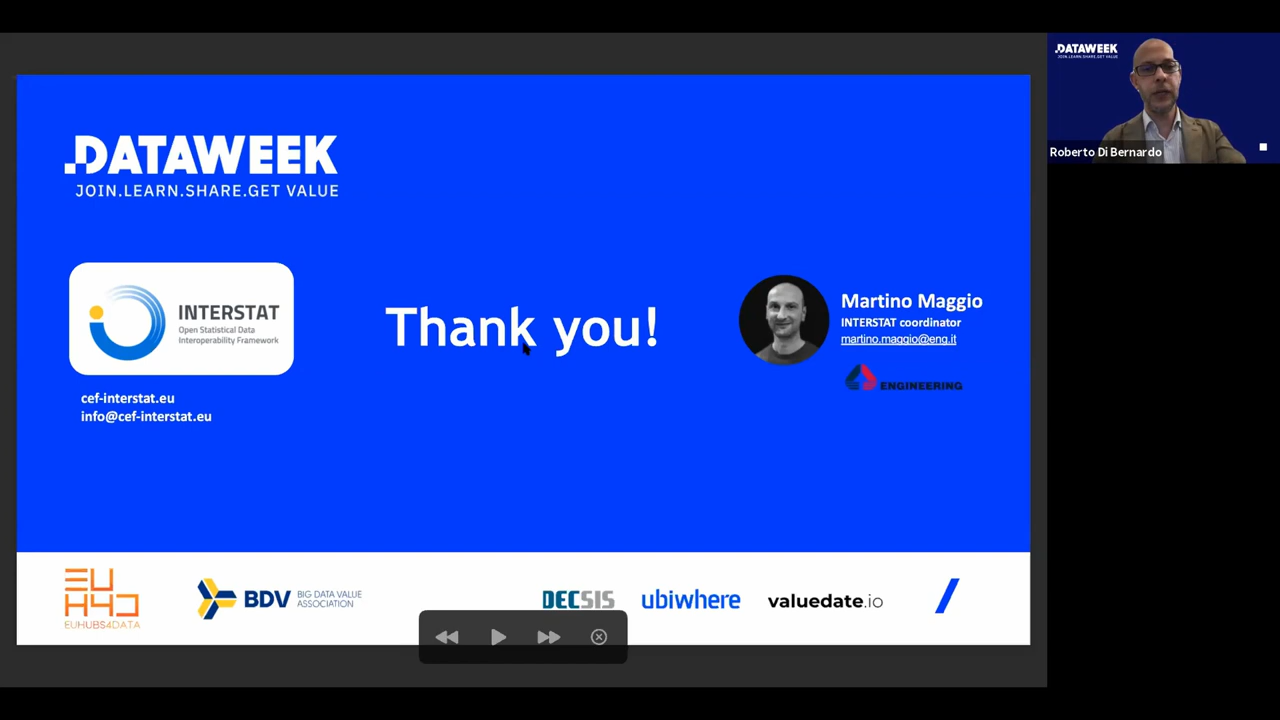 DATAWEEK
JOIN.LEARN.SHARE.GET VALUE
INTERSTAT
Open Statistical Data
Interoperability Framework
cef-interstat.eu
info@cef-interstat.eu
Thank you!
Martino Maggio
INTERSTAT coordinator
martino.maggio@eng.it
ENGINEERING
EU
H4D
EUHUBS4DATA
BDV
BIG DATA VALUE
ASSOCIATION
DECSIS
ubiwhere
valuedate.io
DATAWEEK
JOIN.LEARN.SHARE.GET VALUE
Roberto Di Bernardo